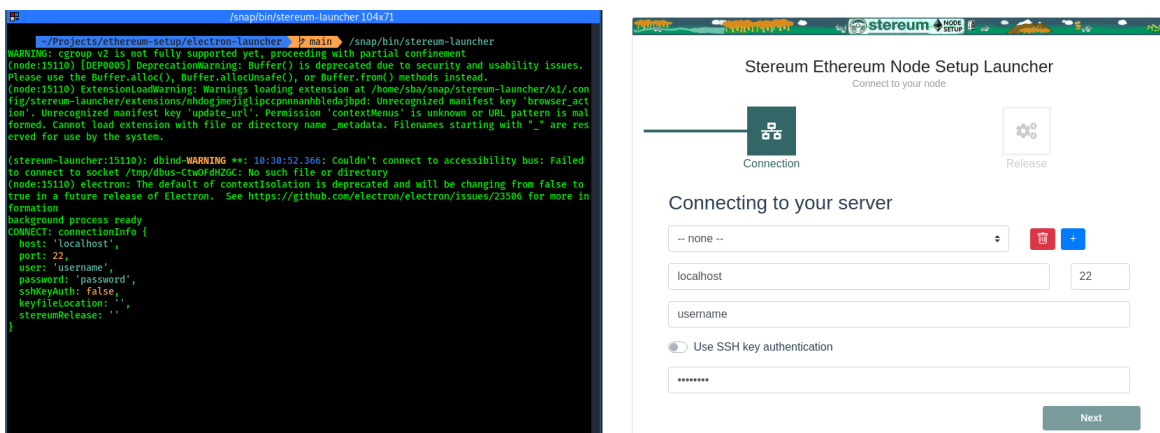 /snap/bin/stereum-launcher 104x71
~/Projects/ethereum-setup/electron-launcher main /snap/bin/stereum-launcher
WARNING: cgroup v2 is not fully supported yet, proceeding with partial confinement
(node:15110) [DEP0005] DeprecationWarning: Buffer() is deprecated due to security and usability issues.
Please use the Buffer.alloc(), Buffer.allocUnsafe(), or Buffer.from() methods instead.
(node:15110) ExtensionLoadWarning: Warnings loading extension at /home/sba/snap/stereum-launcher/x1/.con
fig/stereum-launcher/extensions/nhdogjmejiglipccpnnnanhbledajbpd: Unrecognized manifest key 'browser_act
ion'. Unrecognized manifest key 'update_url'. Permission 'contextMenus' is unknown or URL pattern is mal
formed. Cannot load extension with file or directory name _metadata. Filenames starting with "_" are res
erved for use by the system.
(stereum-launcher:15110): dbind-WARNING **: 10:30:52.366: Couldn't connect to accessibility bus: Failed
to connect to socket /tmp/dbus-CtwOFdHZGC: No such file or directory
(node:15110) electron: The default of contextIsolation is deprecated and will be changing from false to
true in a future release of Electron.  See https://github.com/electron/electron/issues/23506 for more in
formation
background process ready
CONNECT: connectionInfo {
host: 'localhost',
port: 22,
user: 'username',
password: 'password',
sshKeyAuth: false,
keyfileLocation: '',
stereumRelease: ''
}
stereum NODE SETUP
Stereum Ethereum Node Setup Launcher
Connect to your node
Connection
Release
Connecting to your server
-- none --
+
localhost
22
username
Use SSH key authentication
••••••••
Next